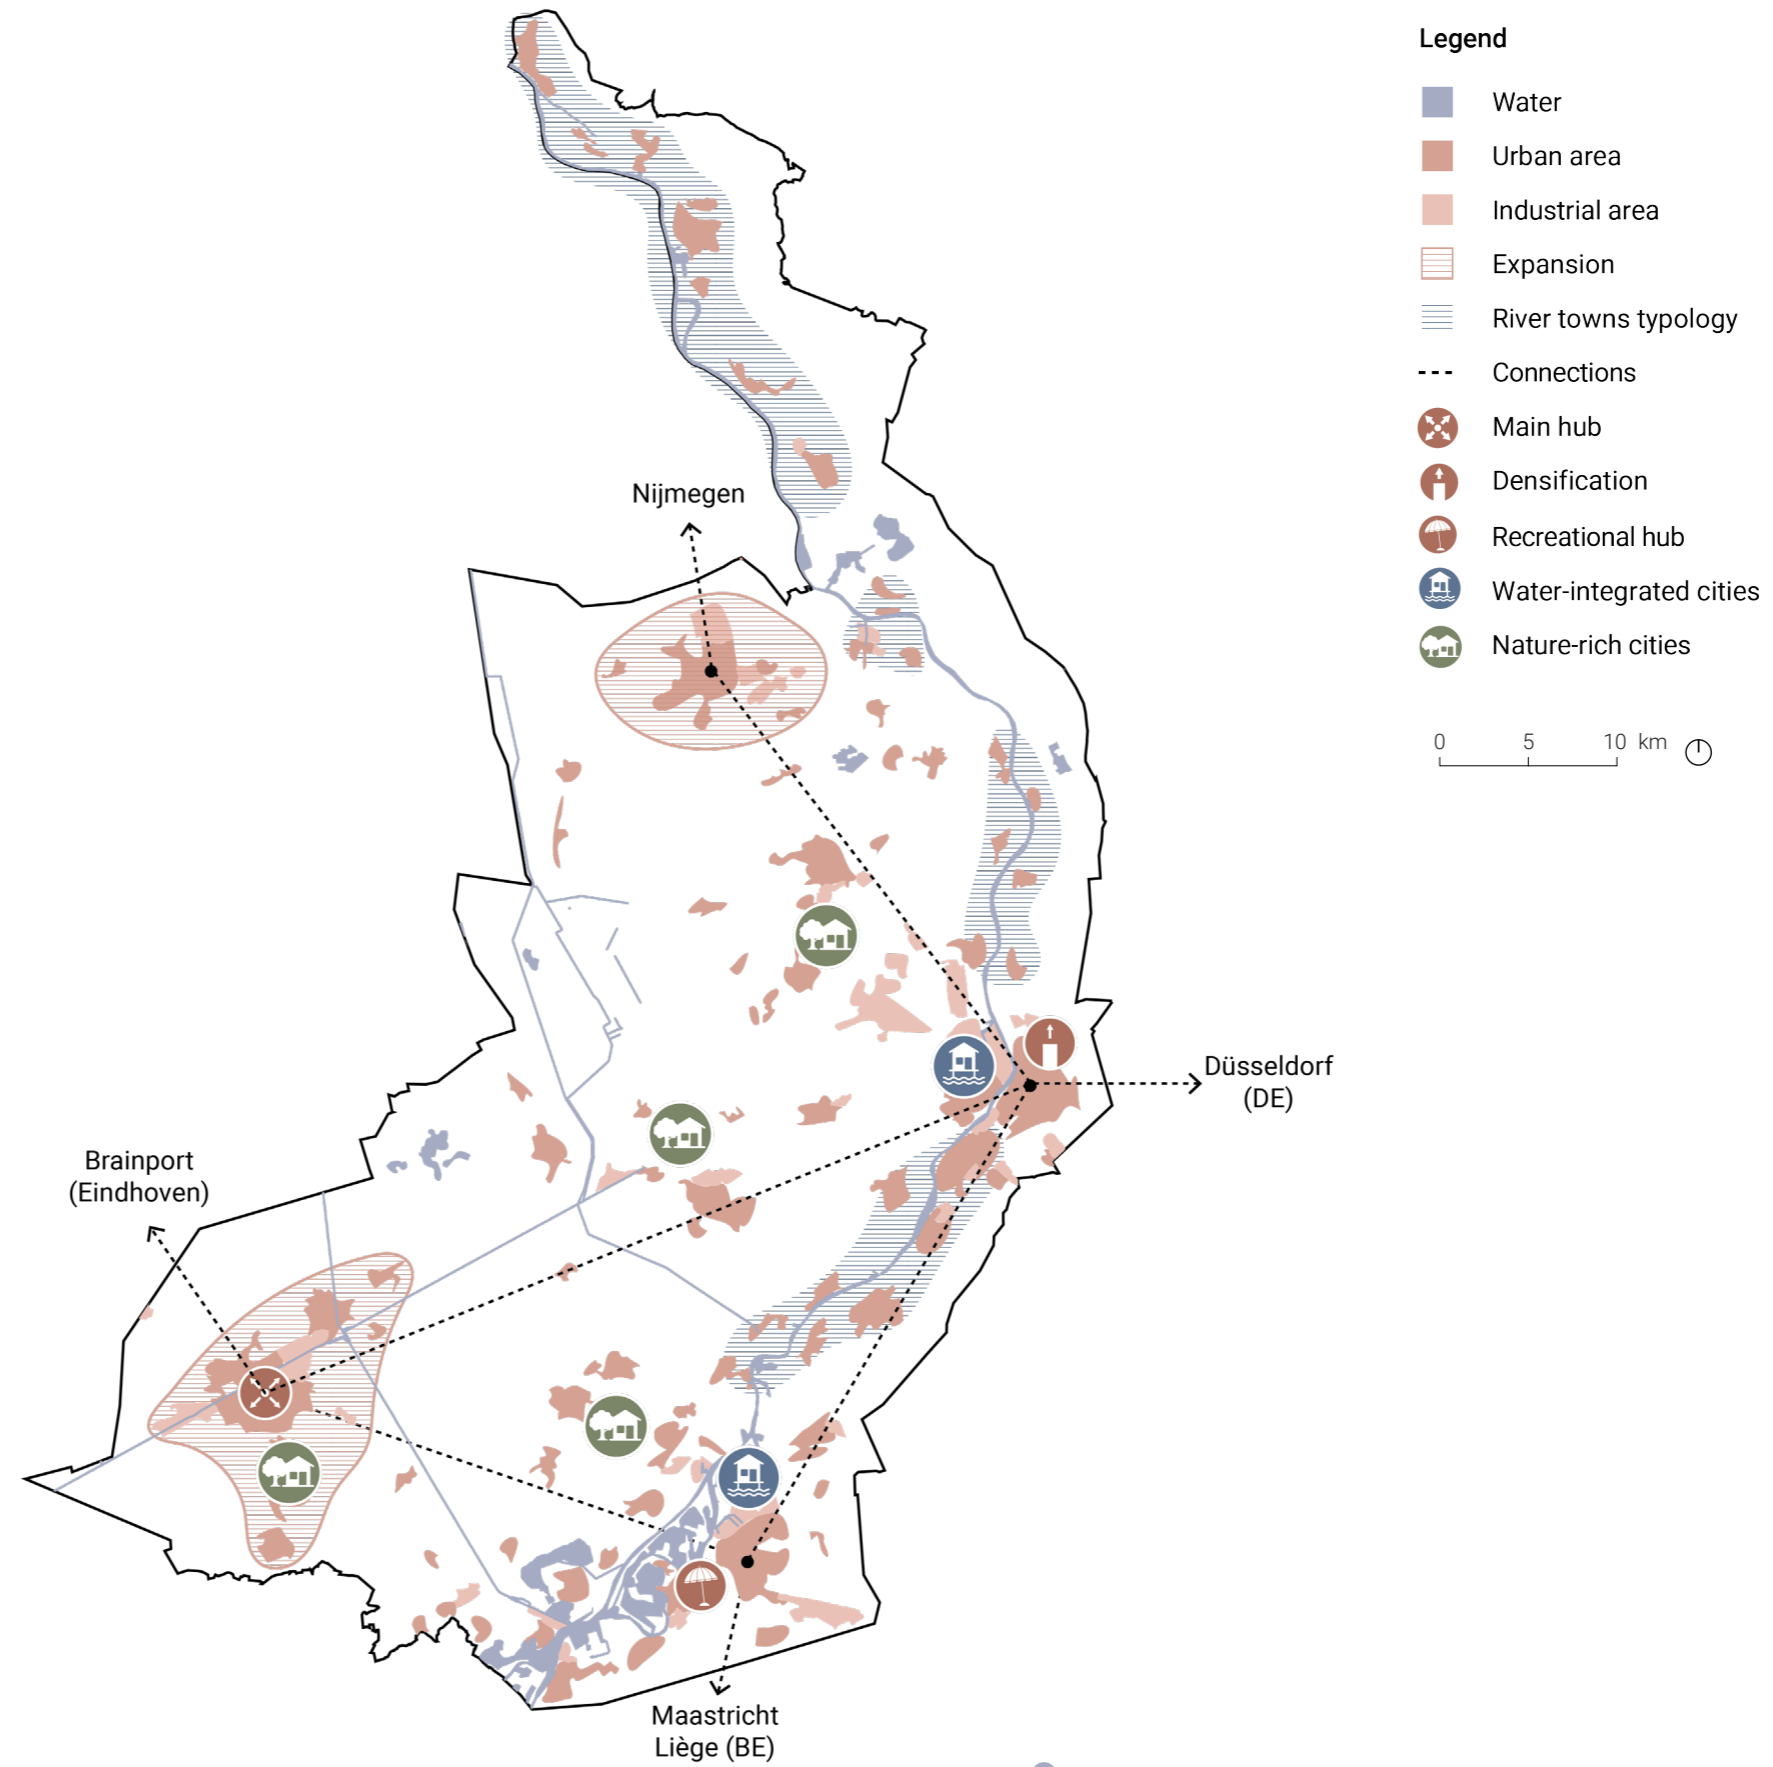 Legend
Water
Urban area
Industrial area
Expansion
River towns typology
Connections
Main hub
Densification
Recreational hub
Water-integrated cities
Nature-rich cities
0 5 10 km
Nijmegen
Düsseldorf
(DE)
Brainport
(Eindhoven)
Maastricht
Liège (BE)